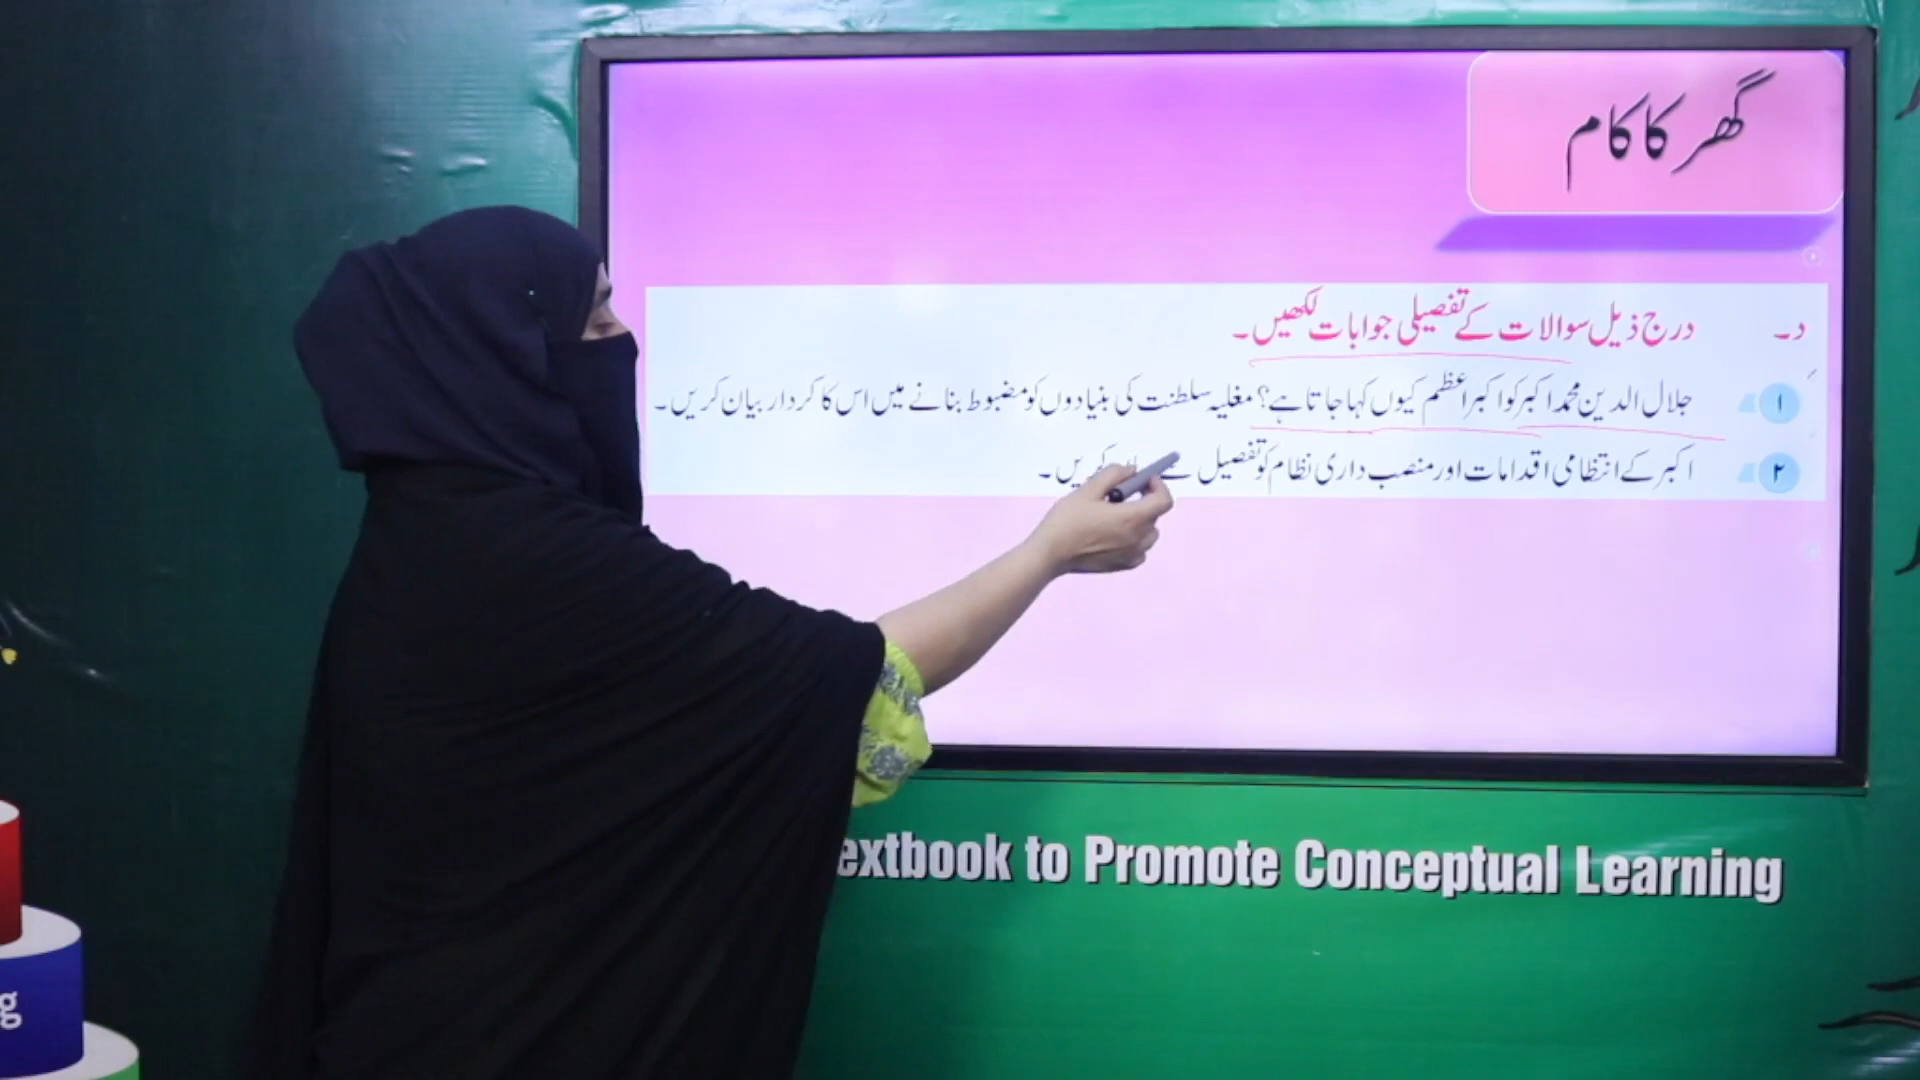 گھر کا کام
د۔ درج ذیل سوالات کے تفصیلی جوابات لکھیں۔
۱ جلال الدین محمد اکبر کو اکبر اعظم کیوں کہا جاتا ہے؟ مغلیہ سلطنت کی بنیادوں کو مضبوط بنانے میں اس کا کردار بیان کریں۔
۲ اکبر کے انتظامی اقدامات اور منصب داری نظام کو تفصیل سے کریں۔
extbook to Promote Conceptual Learning
g